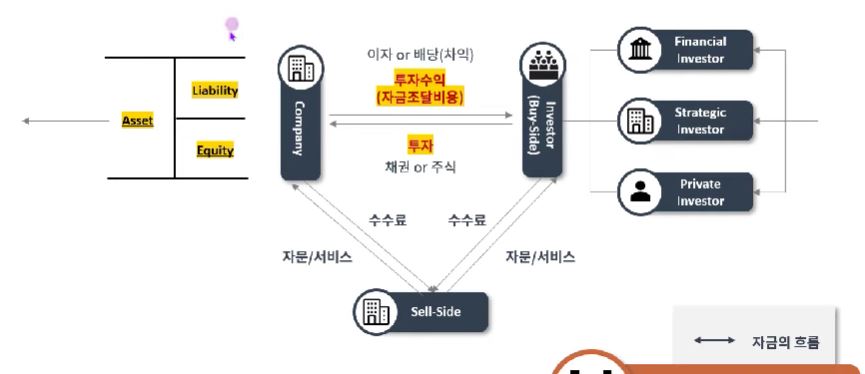 Asset
Liability
Equity
Company
이자 or 배당(차익)
투자수익
(자금조달비용)
투자
채권 or 주식
Investor
(Buy-Side)
Financial
Investor
Strategic
Investor
Private
Investor
수수료
수수료
자문/서비스
자문/서비스
Sell-Side
자금의 흐름